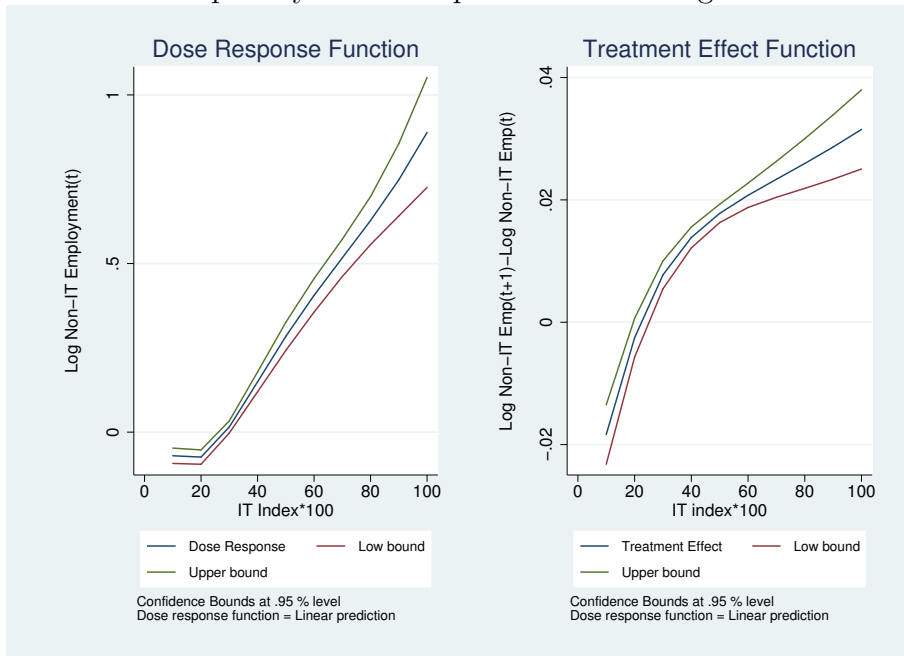 Dose Response Function
Log Non−IT Employment(t)
1
.5
0
0 20 40 60 80 100
IT Index*100
Dose Response Low bound
Upper bound
Confidence Bounds at .95 % level
Dose response function = Linear prediction
Treatment Effect Function
Log Non−IT Emp(t+1)−Log Non−IT Emp(t)
.04
.02
0
−.02
0 20 40 60 80 100
IT index*100
Treatment Effect Low bound
Upper bound
Confidence Bounds at .95 % level
Dose response function = Linear prediction